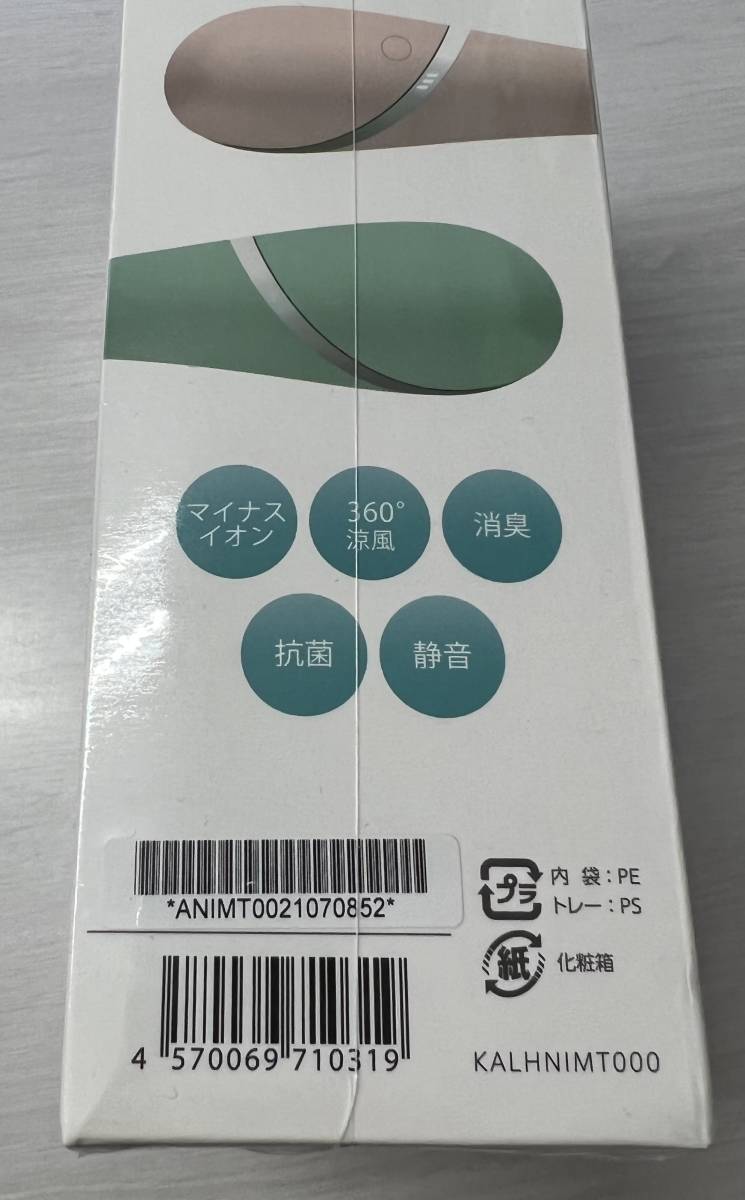 マイナス
イオン
360°
涼風
消臭
抗菌
静音
*ANIMT0021070852*
プラ
内 袋：PE
トレー：PS
紙
化粧箱
4 570069 710319
KALHNIMT000